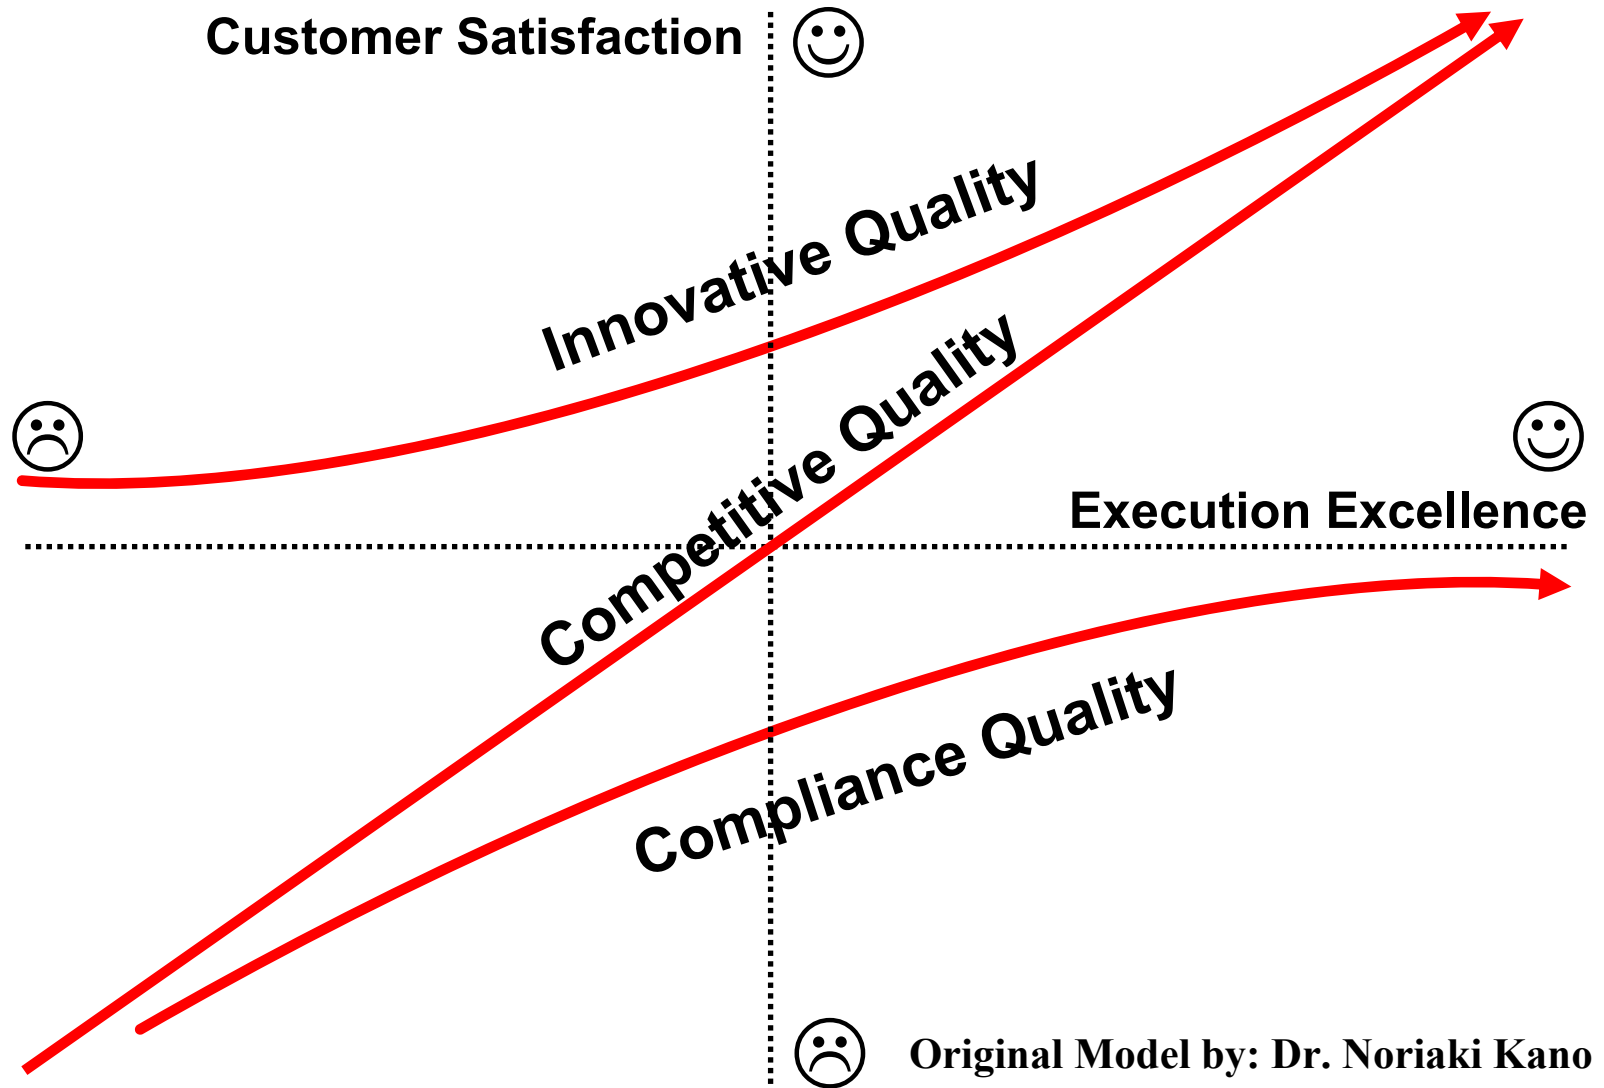 Customer Satisfaction
Innovative Quality
Competitive Quality
Execution Excellence
Compliance Quality
Original Model by: Dr. Noriaki Kano